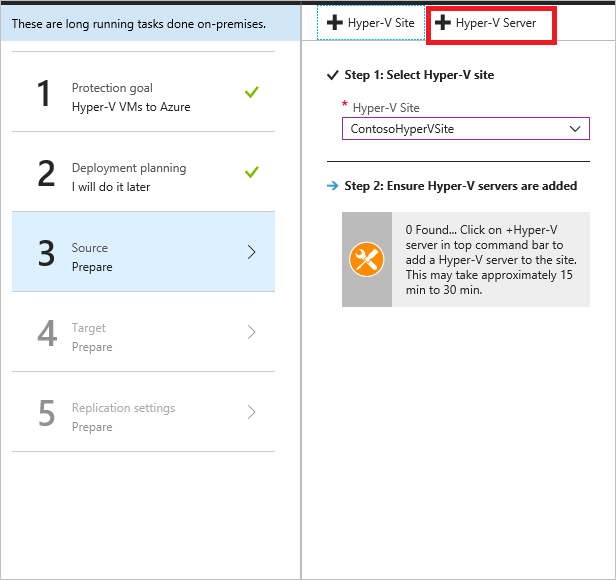 These are long running tasks done on-premises.
1
Protection goal
Hyper-V VMs to Azure
2
Deployment planning
I will do it later
3
Source
Prepare
4
Target
Prepare
5
Replication settings
Prepare
Hyper-V Site
Hyper-V Server
Step 1: Select Hyper-V site
* Hyper-V Site
ContosoHyperVSite
Step 2: Ensure Hyper-V servers are added
0 Found... Click on +Hyper-V
server in top command bar to
add a Hyper-V server to the site.
This may take approximately 15
min to 30 min.